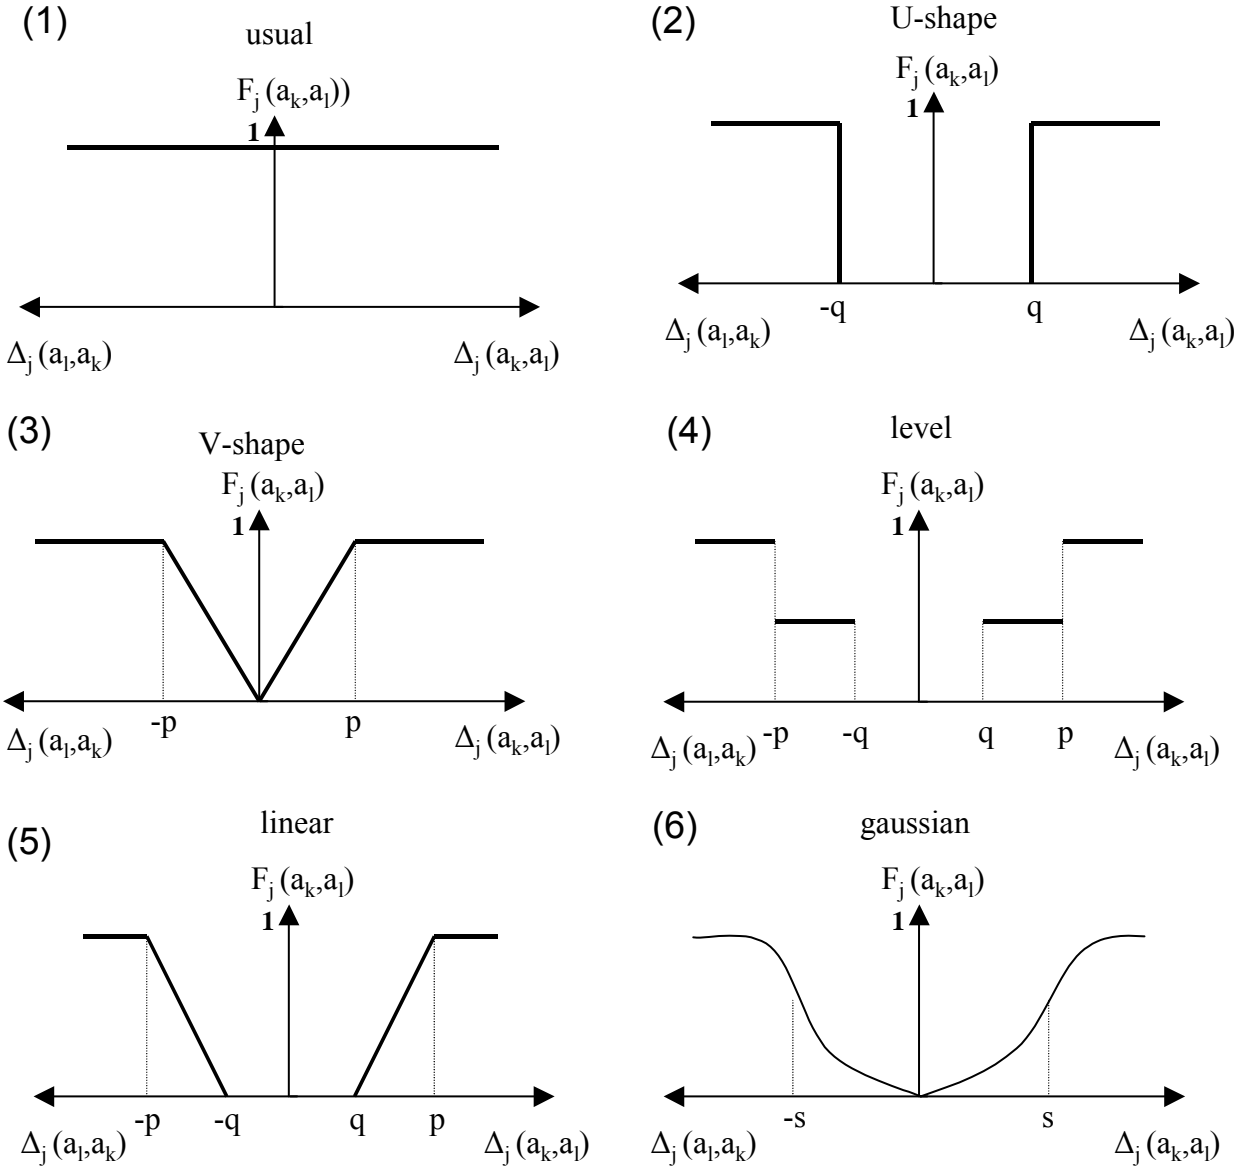 (1)
usual
F_j (a_k,a_l))
1
Δ_j (a_l,a_k)
Δ_j (a_k,a_l)
(2)
U-shape
F_j (a_k,a_l)
1
-q
q
Δ_j (a_l,a_k)
Δ_j (a_k,a_l)
(3)
V-shape
F_j (a_k,a_l)
1
-p
p
Δ_j (a_l,a_k)
Δ_j (a_k,a_l)
(4)
level
F_j (a_k,a_l)
1
-p
-q
q
p
Δ_j (a_l,a_k)
Δ_j (a_k,a_l)
(5)
linear
F_j (a_k,a_l)
1
-p
-q
q
p
Δ_j (a_l,a_k)
Δ_j (a_k,a_l)
(6)
gaussian
F_j (a_k,a_l)
1
-s
s
Δ_j (a_l,a_k)
Δ_j (a_k,a_l)